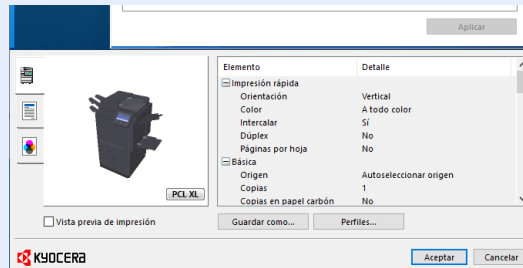 Aplicar
Elemento Detalle
Impresión rápida
Orientación Vertical
Color A todo color
Intercalar Sí
Dúplex No
Páginas por hoja No
Básica
Origen Autoseleccionar origen
Copias 1
Copias en papel carbón No
PCL XL
Vista previa de impresión
Guardar como... Perfiles...
KYOCERA
Aceptar Cancelar